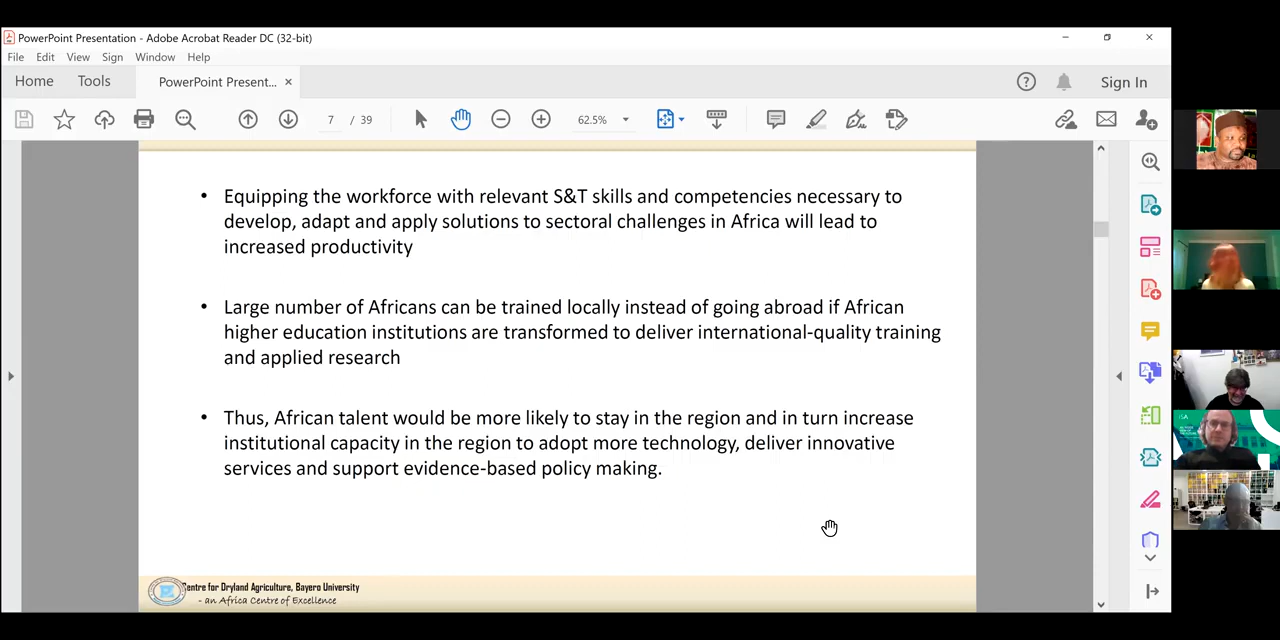 PowerPoint Presentation - Adobe Acrobat Reader DC (32-bit)
File Edit View Sign Window Help
Home Tools PowerPoint Present... Sign In
7 / 39 62.5%
• Equipping the workforce with relevant S&T skills and competencies necessary to
develop, adapt and apply solutions to sectoral challenges in Africa will lead to
increased productivity
• Large number of Africans can be trained locally instead of going abroad if African
higher education institutions are transformed to deliver international-quality training
and applied research
• Thus, African talent would be more likely to stay in the region and in turn increase
institutional capacity in the region to adopt more technology, deliver innovative
services and support evidence-based policy making.
Centre for Dryland Agriculture, Bayero University
- an Africa Centre of Excellence